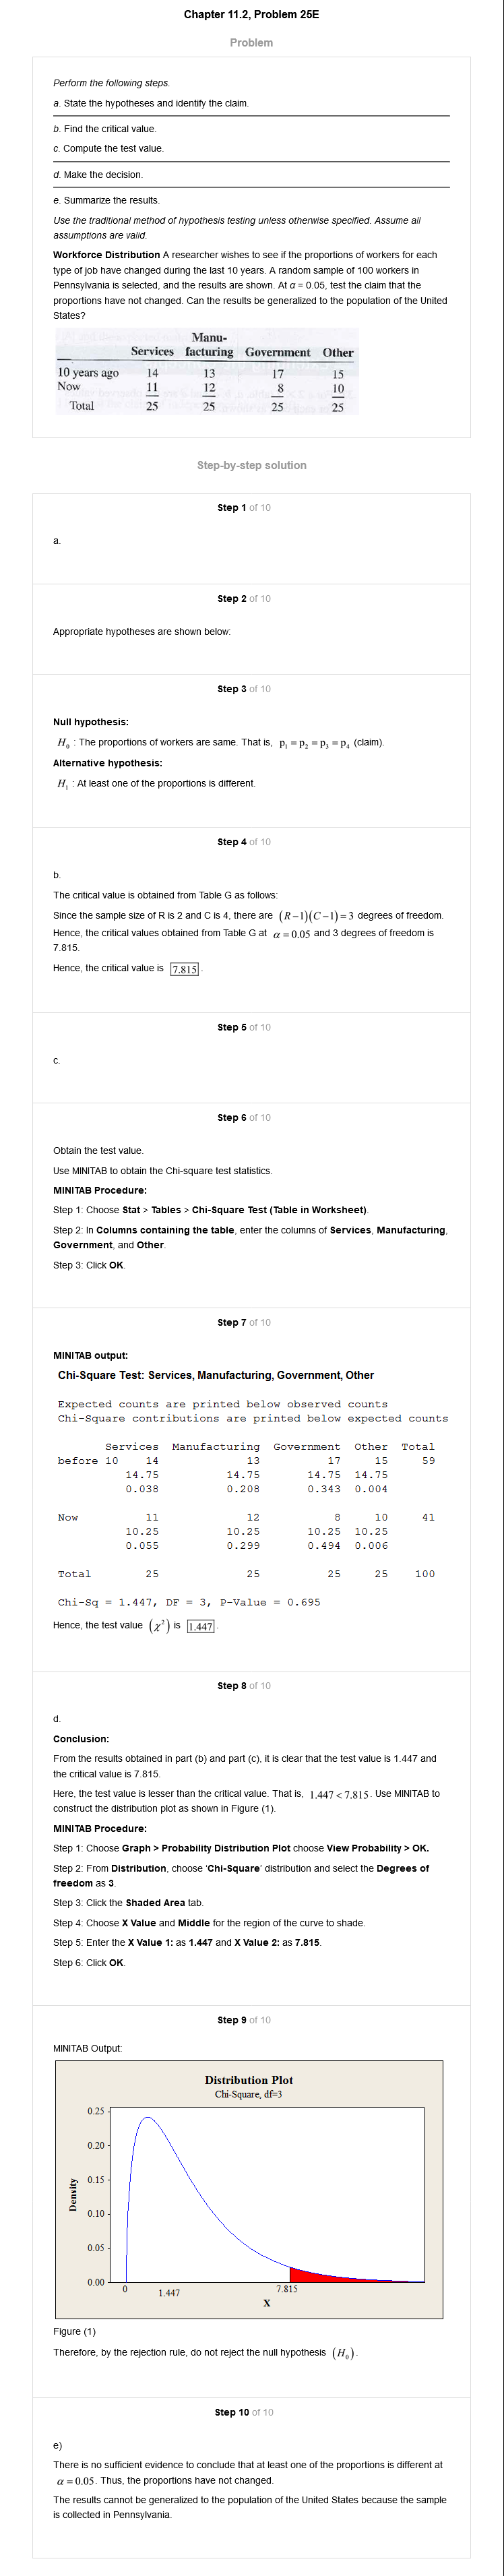 Chapter 11.2, Problem 25E
Problem
Perform the following steps.
a. State the hypotheses and identify the claim.
b. Find the critical value.
c. Compute the test value.
d. Make the decision.
e. Summarize the results.
Use the traditional method of hypothesis testing unless otherwise specified. Assume all
assumptions are valid.
Workforce Distribution A researcher wishes to see if the proportions of workers for each
type of job have changed during the last 10 years. A random sample of 100 workers in
Pennsylvania is selected, and the results are shown. At α = 0.05, test the claim that the
proportions have not changed. Can the results be generalized to the population of the United
States?
Manu-
Services facturing Government Other
10 years ago 14 13 17 15
Now 11 12 8 10
Total 25 25 25 25
Step-by-step solution
Step 1 of 10
a.
Step 2 of 10
Appropriate hypotheses are shown below:
Step 3 of 10
Null hypothesis:
H₀ : The proportions of workers are same. That is, p₁ = p₂ = p₃ = p₄ (claim).
Alternative hypothesis:
H₁ : At least one of the proportions is different.
Step 4 of 10
b.
The critical value is obtained from Table G as follows:
Since the sample size of R is 2 and C is 4, there are (R−1)(C−1)=3 degrees of freedom.
Hence, the critical values obtained from Table G at α = 0.05 and 3 degrees of freedom is
7.815.
Hence, the critical value is 7.815.
Step 5 of 10
c.
Step 6 of 10
Obtain the test value.
Use MINITAB to obtain the Chi-square test statistics.
MINITAB Procedure:
Step 1: Choose Stat > Tables > Chi-Square Test (Table in Worksheet).
Step 2: In Columns containing the table, enter the columns of Services, Manufacturing,
Government, and Other.
Step 3: Click OK.
Step 7 of 10
MINITAB output:
Chi-Square Test: Services, Manufacturing, Government, Other
Expected counts are printed below observed counts
Chi-Square contributions are printed below expected counts
Services Manufacturing Government Other Total
before 10 14 13 17 15 59
14.75 14.75 14.75 14.75
0.038 0.208 0.343 0.004
Now 11 12 8 10 41
10.25 10.25 10.25 10.25
0.055 0.299 0.494 0.006
Total 25 25 25 25 100
Chi-Sq = 1.447, DF = 3, P-Value = 0.695
Hence, the test value (χ²) is 1.447.
Step 8 of 10
d.
Conclusion:
From the results obtained in part (b) and part (c), it is clear that the test value is 1.447 and
the critical value is 7.815.
Here, the test value is lesser than the critical value. That is, 1.447 < 7.815. Use MINITAB to
construct the distribution plot as shown in Figure (1).
MINITAB Procedure:
Step 1: Choose Graph > Probability Distribution Plot choose View Probability > OK.
Step 2: From Distribution, choose 'Chi-Square' distribution and select the Degrees of
freedom as 3.
Step 3: Click the Shaded Area tab.
Step 4: Choose X Value and Middle for the region of the curve to shade.
Step 5: Enter the X Value 1: as 1.447 and X Value 2: as 7.815.
Step 6: Click OK.
Step 9 of 10
MINITAB Output:
Distribution Plot
Chi-Square, df=3
0.25
0.20
0.15
0.10
0.05
0.00
Density
0 1.447 7.815
X
Figure (1)
Therefore, by the rejection rule, do not reject the null hypothesis (H₀).
Step 10 of 10
e)
There is no sufficient evidence to conclude that at least one of the proportions is different at
α = 0.05. Thus, the proportions have not changed.
The results cannot be generalized to the population of the United States because the sample
is collected in Pennsylvania.